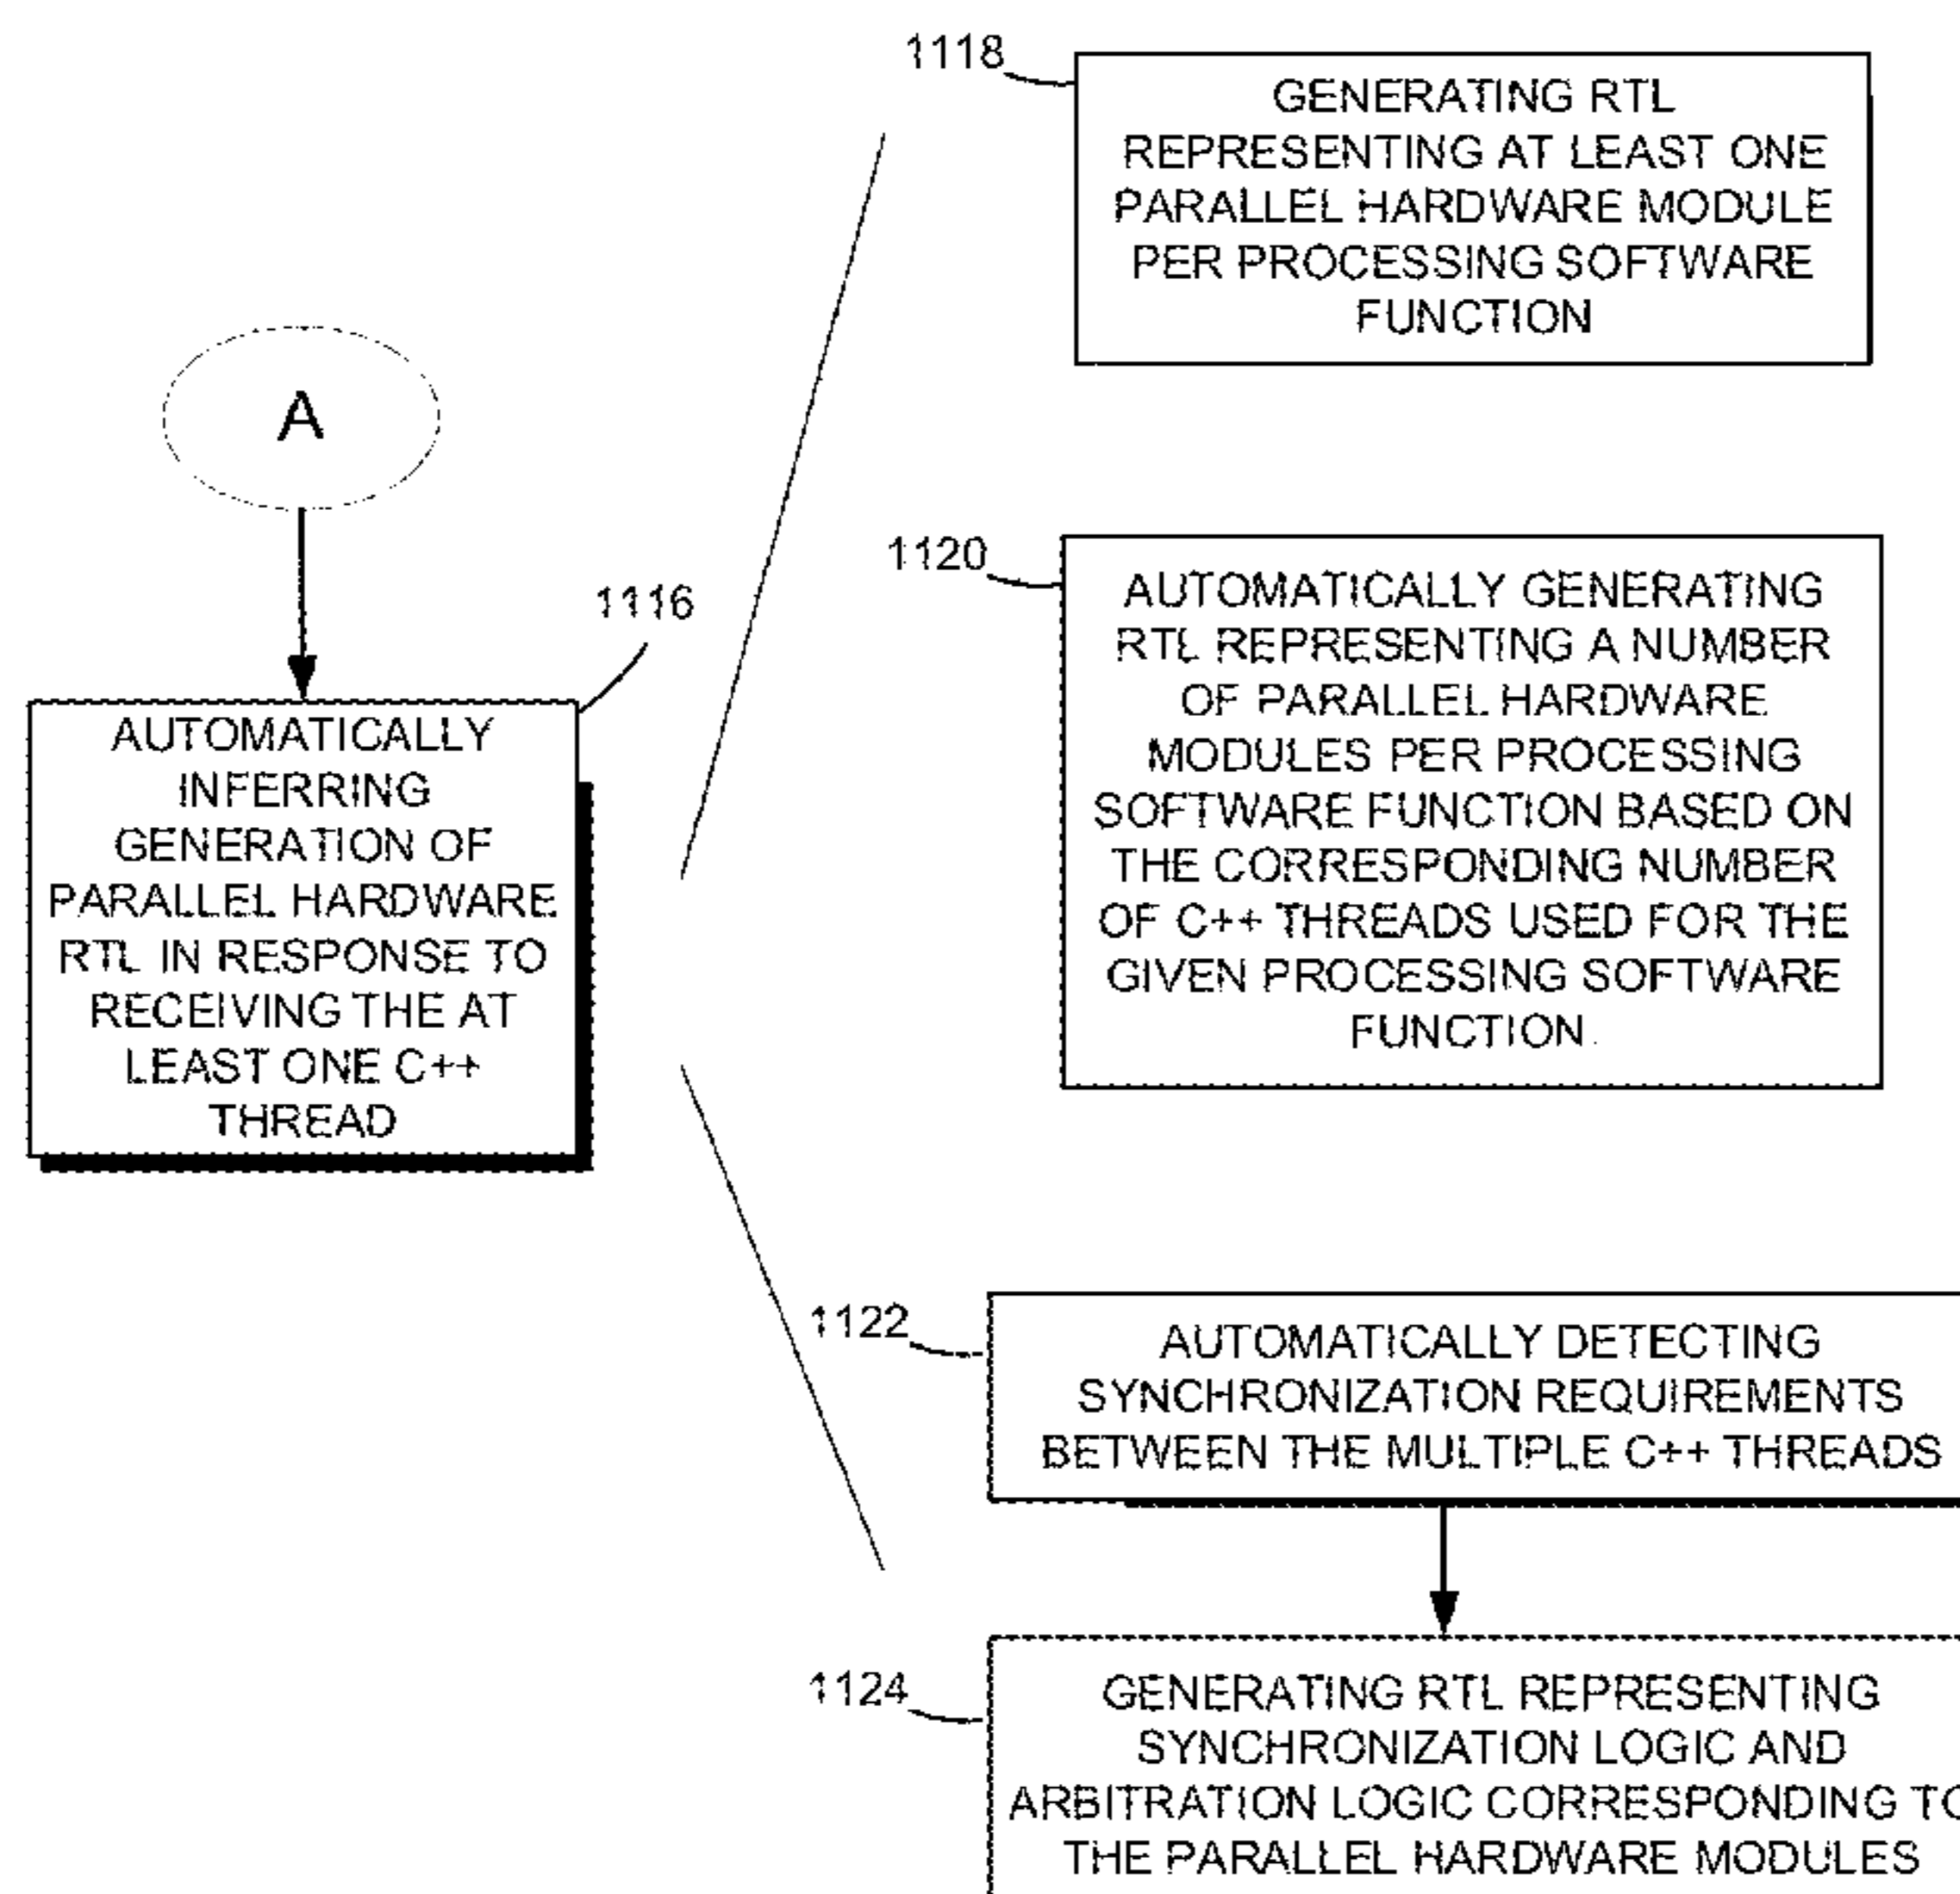 A
1116
AUTOMATICALLY
INFERRING
GENERATION OF
PARALLEL HARDWARE
RTL IN RESPONSE TO
RECEIVING THE AT
LEAST ONE C++
THREAD
1118
GENERATING RTL
REPRESENTING AT LEAST ONE
PARALLEL HARDWARE MODULE
PER PROCESSING SOFTWARE
FUNCTION
1120
AUTOMATICALLY GENERATING
RTL REPRESENTING A NUMBER
OF PARALLEL HARDWARE
MODULES PER PROCESSING
SOFTWARE FUNCTION BASED ON
THE CORRESPONDING NUMBER
OF C++ THREADS USED FOR THE
GIVEN PROCESSING SOFTWARE
FUNCTION.
1122
AUTOMATICALLY DETECTING
SYNCHRONIZATION REQUIREMENTS
BETWEEN THE MULTIPLE C++ THREADS
1124
GENERATING RTL REPRESENTING
SYNCHRONIZATION LOGIC AND
ARBITRATION LOGIC CORRESPONDING TO
THE PARALLEL HARDWARE MODULES